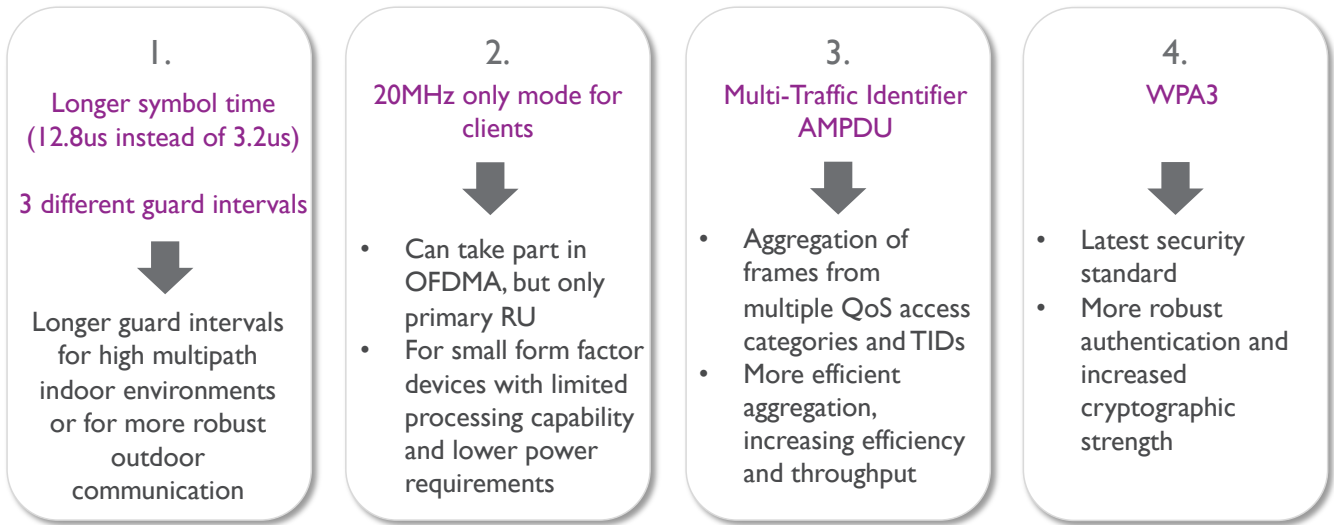 1.
Longer symbol time
(12.8us instead of 3.2us)
3 different guard intervals
Longer guard intervals
for high multipath
indoor environments
or for more robust
outdoor
communication
2.
20MHz only mode for
clients
• Can take part in
OFDMA, but only
primary RU
• For small form factor
devices with limited
processing capability
and lower power
requirements
3.
Multi-Traffic Identifier
AMPDU
• Aggregation of
frames from
multiple QoS access
categories and TIDs
• More efficient
aggregation,
increasing efficiency
and throughput
4.
WPA3
• Latest security
standard
• More robust
authentication and
increased
cryptographic
strength